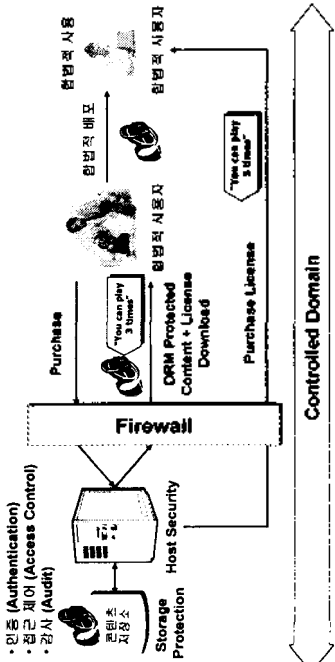 • 인증 (Authentication)
• 접근 제어 (Access Control)
• 감사 (Audit)
콘텐츠
저장소
Storage
Protection
Host Security
Firewall
Purchase
"You can play
3 times"
DRM Protected
Content + License
Download
합법적 사용자
합법적 배포
합법적 사용
합법적 사용자
"You can play
3 times"
Purchase License
Controlled Domain